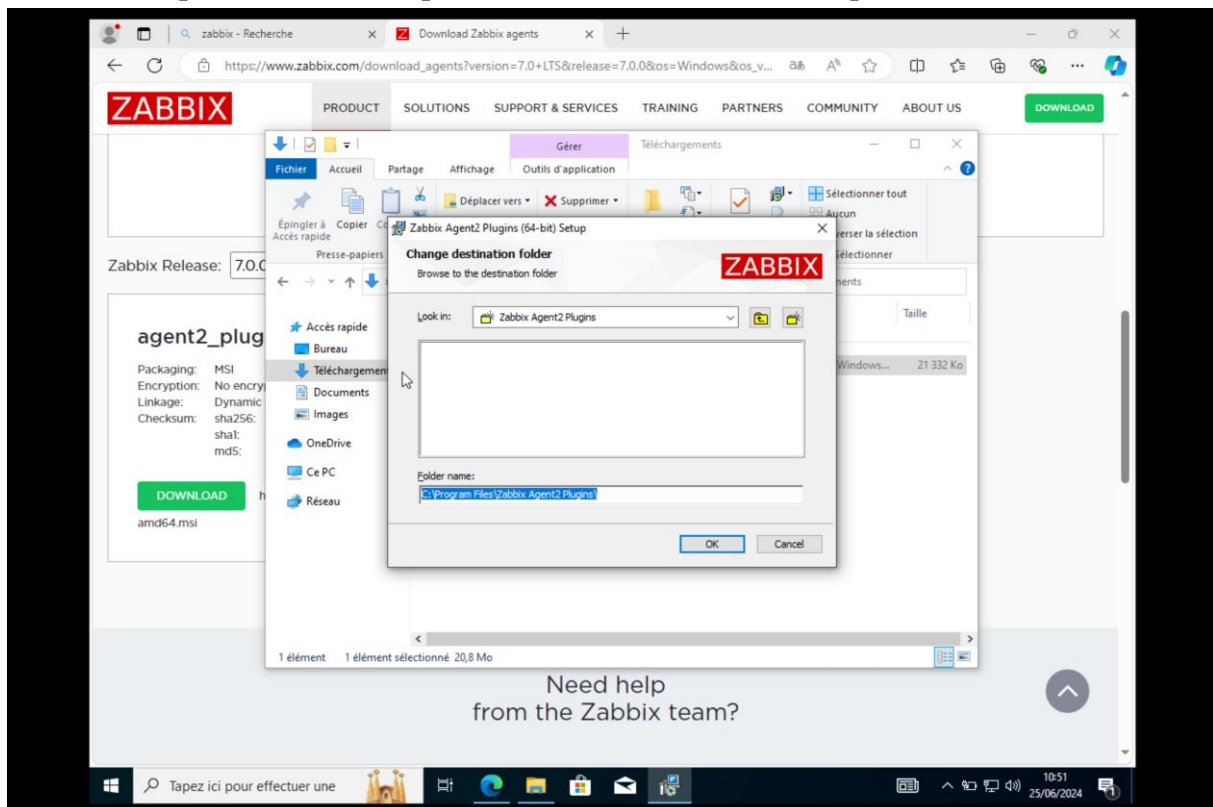 zabbix - Recherche
Download Zabbix agents
https://www.zabbix.com/download_agents?version=7.0+LTS&release=7.0.0&os=Windows&os_v...
ZABBIX
PRODUCT SOLUTIONS SUPPORT & SERVICES TRAINING PARTNERS COMMUNITY ABOUT US
DOWNLOAD
Gérer
Téléchargements
Fichier Accueil Partage Affichage Outils d'application
Épingler à
Accès rapide
Copier
Déplacer vers
Supprimer
Sélectionner tout
Aucun
Presse-papiers
Zabbix Agent2 Plugins (64-bit) Setup
Change destination folder
Browse to the destination folder
ZABBIX
Look in:
Zabbix Agent2 Plugins
Folder name:
C:\Program Files\Zabbix Agent2 Plugins\
OK
Cancel
Taille
Windows...
21 332 Ko
Accès rapide
Bureau
Téléchargemen
Documents
Images
OneDrive
Ce PC
Réseau
1 élément
1 élément sélectionné 20,8 Mo
Zabbix Release: 7.0.0
agent2_plug
Packaging: MSI
Encryption: No encry
Linkage: Dynamic
Checksum: sha256:
sha1:
md5:
DOWNLOAD
amd64.msi
Need help
from the Zabbix team?
Tapez ici pour effectuer une
10:51
25/06/2024